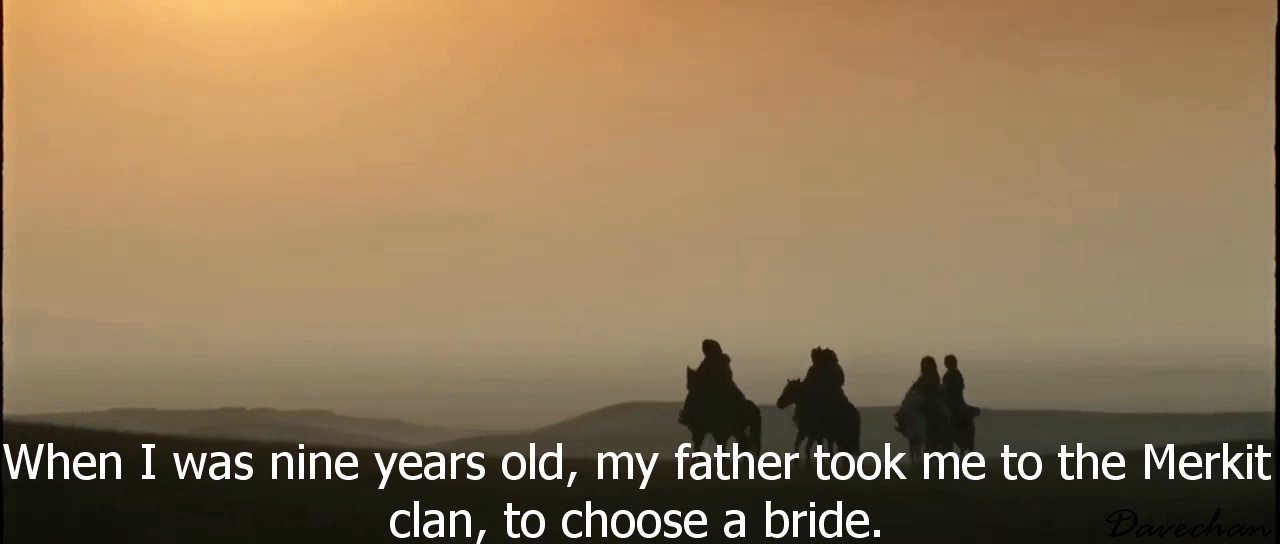 When I was nine years old, my father took me to the Merkit
clan, to choose a bride.
Davechan